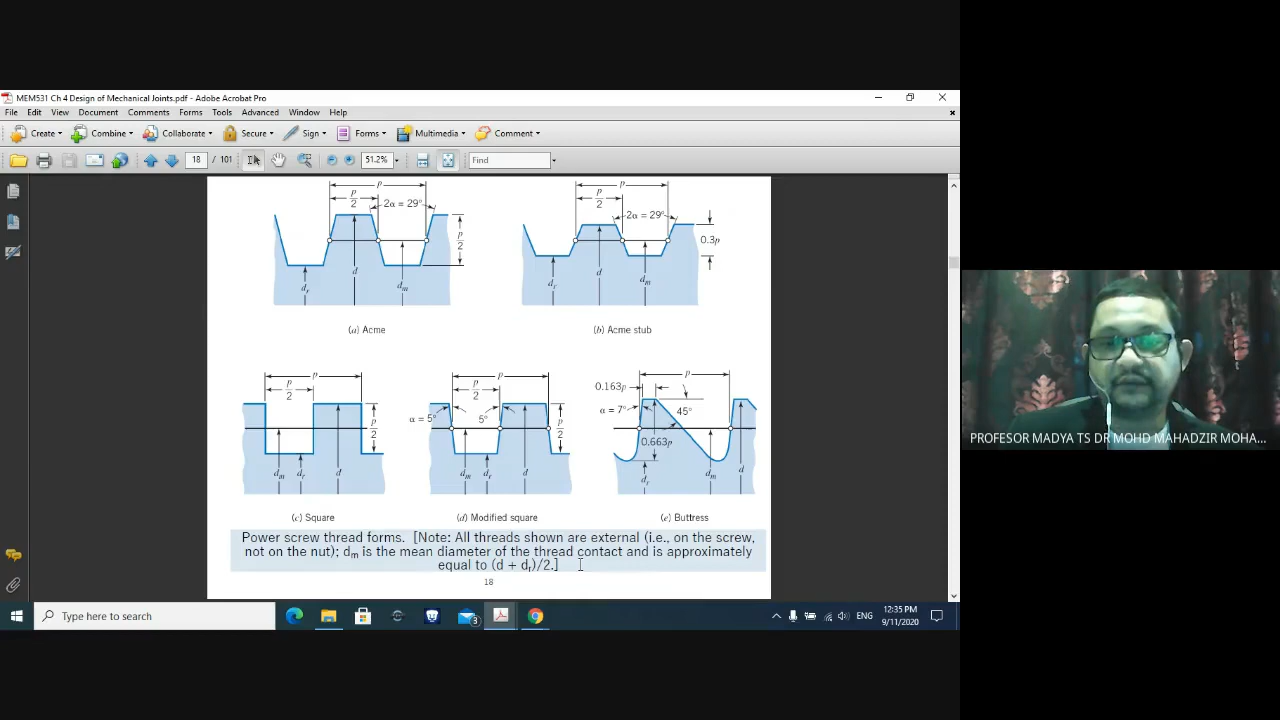 MEM531 Ch 4 Design of Mechanical Joints.pdf - Adobe Acrobat Pro
File Edit View Document Comments Forms Tools Advanced Window Help
Create Combine Collaborate Secure Sign Forms Multimedia Comment
18 / 101 51.2% Find
p
p/2
2α = 29°
p/2
d
dr
dm
(a) Acme
p
p/2
2α = 29°
0.3p
d
dr
dm
(b) Acme stub
p
p/2
p/2
dm
dr
d
(c) Square
p
p/2
α = 5°
5°
p/2
dm
dr
d
(d) Modified square
p
0.163p
α = 7°
45°
0.663p
dr
dm
d
(e) Buttress
Power screw thread forms. [Note: All threads shown are external (i.e., on the screw,
not on the nut); dm is the mean diameter of the thread contact and is approximately
equal to (d + dr)/2.]
18
PROFESOR MADYA TS DR MOHD MAHADZIR MOHA...
Type here to search
3
ENG
12:35 PM
9/11/2020